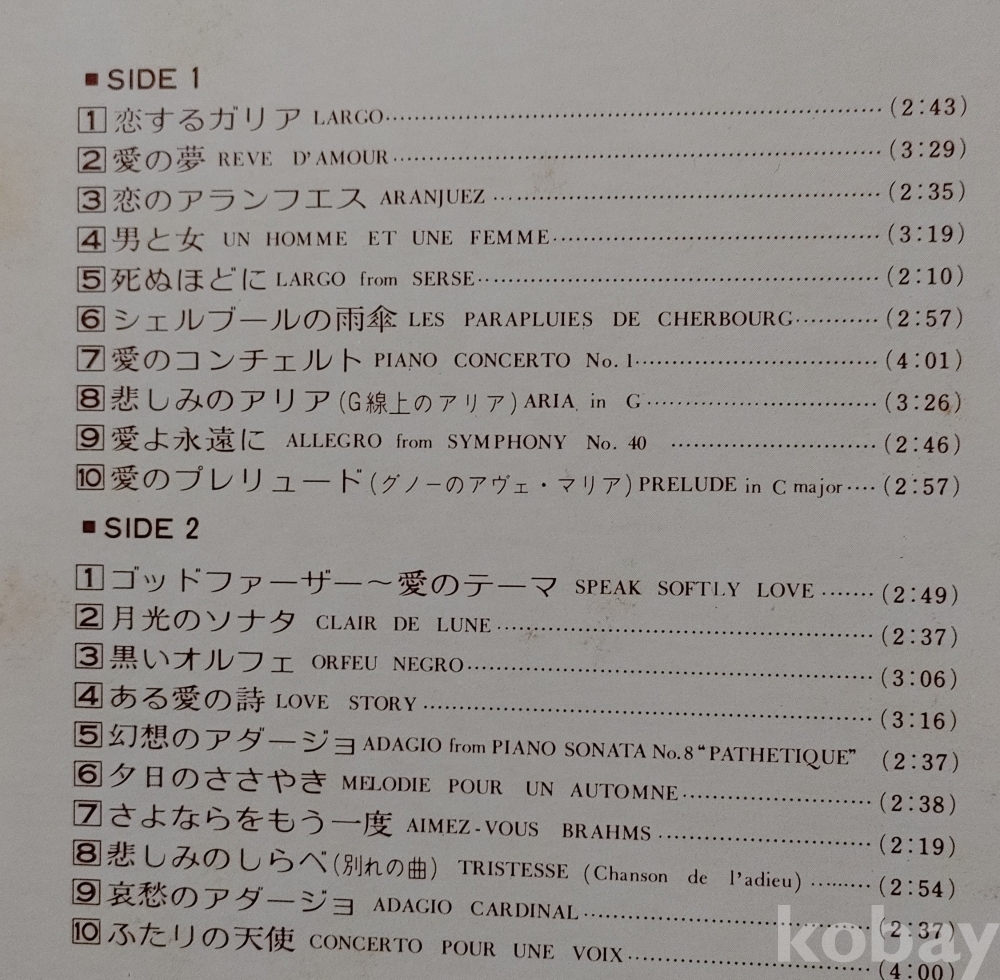 ■ SIDE 1
1 恋するガリア LARGO (2:43)
2 愛の夢 REVE D'AMOUR (3:29)
3 恋のアランフエス ARANJUEZ (2:35)
4 男と女 UN HOMME ET UNE FEMME (3:19)
5 死ぬほどに LARGO from SERSE (2:10)
6 シェルブールの雨傘 LES PARAPLUIES DE CHERBOURG (2:57)
7 愛のコンチェルト PIANO CONCERTO No. 1 (4:01)
8 悲しみのアリア(G線上のアリア) ARIA in G (3:26)
9 愛よ永遠に ALLEGRO from SYMPHONY No. 40 (2:46)
10 愛のプレリュード(グノーのアヴェ・マリア) PRELUDE in C major (2:57)
■ SIDE 2
1 ゴッドファーザー〜愛のテーマ SPEAK SOFTLY LOVE (2:49)
2 月光のソナタ CLAIR DE LUNE (2:37)
3 黒いオルフェ ORFEU NEGRO (3:06)
4 ある愛の詩 LOVE STORY (3:16)
5 幻想のアダージョ ADAGIO from PIANO SONATA No. 8 “PATHETIQUE” (2:37)
6 夕日のささやき MELODIE POUR UN AUTOMNE (2:38)
7 さよならをもう一度 AIMEZ-VOUS BRAHMS (2:19)
8 悲しみのしらべ(別れの曲) TRISTESSE (Chanson de l'adieu) (2:54)
9 哀愁のアダージョ ADAGIO CARDINAL (2:37)
10 ふたりの天使 CONCERTO POUR UNE VOIX (4:00)
kobay